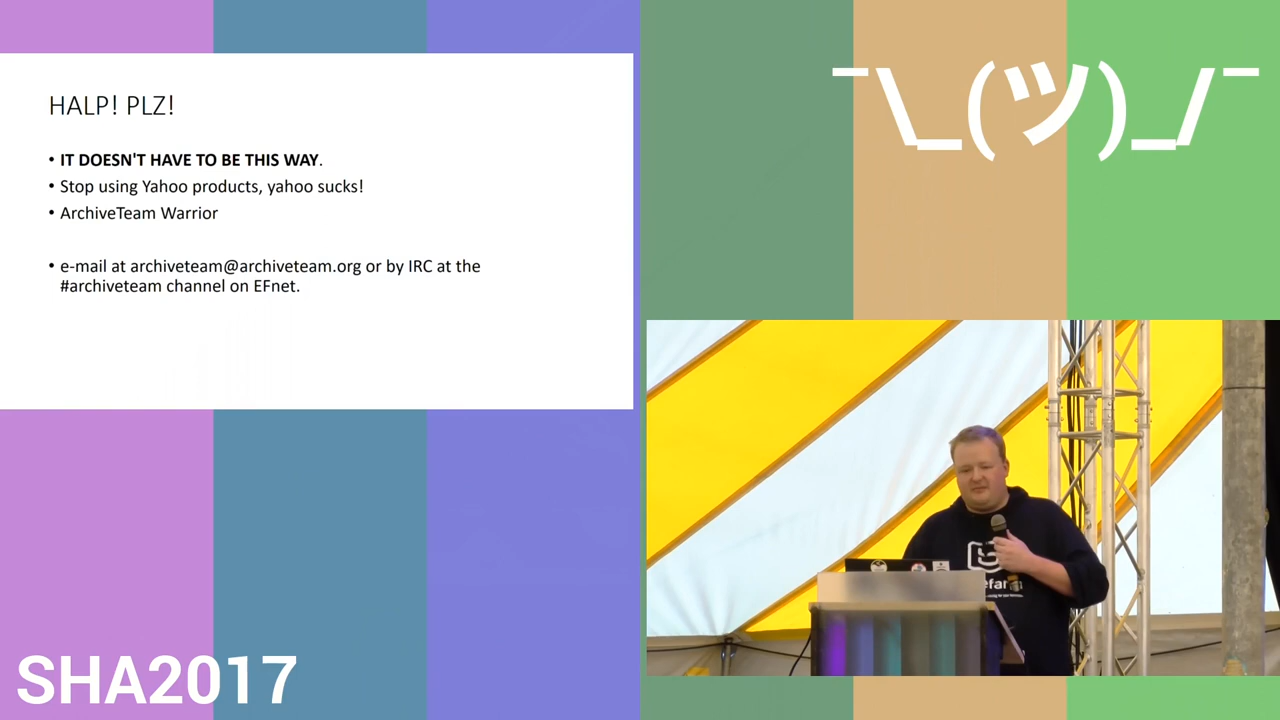 HALP! PLZ!
• IT DOESN'T HAVE TO BE THIS WAY.
• Stop using Yahoo products, yahoo sucks!
• ArchiveTeam Warrior
• e-mail at archiveteam@archiveteam.org or by IRC at the
#archiveteam channel on EFnet.
¯\_(ツ)_/¯
SHA2017